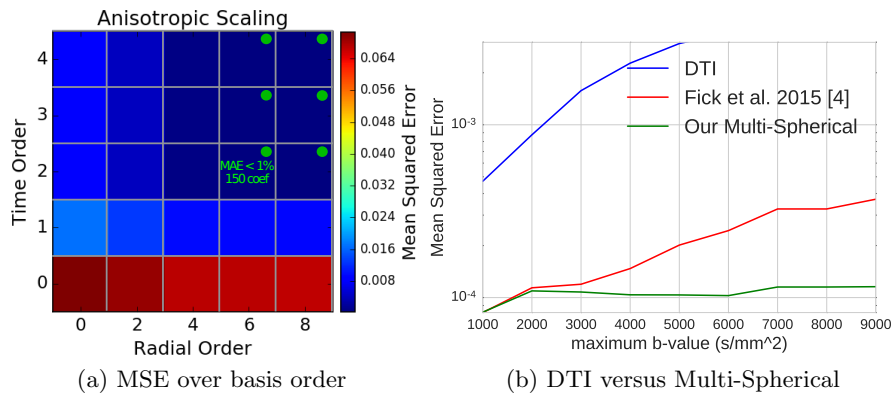 Anisotropic Scaling
4
3
2
1
0
Time Order
MAE < 1%
150 coef
0 2 4 6 8
Radial Order
0.064
0.056
0.048
0.040
0.032
0.024
0.016
0.008
Mean Squared Error
(a) MSE over basis order
Mean Squared Error
10^-3
10^-4
DTI
Fick et al. 2015 [4]
Our Multi-Spherical
1000 2000 3000 4000 5000 6000 7000 8000 9000
maximum b-value (s/mm^2)
(b) DTI versus Multi-Spherical